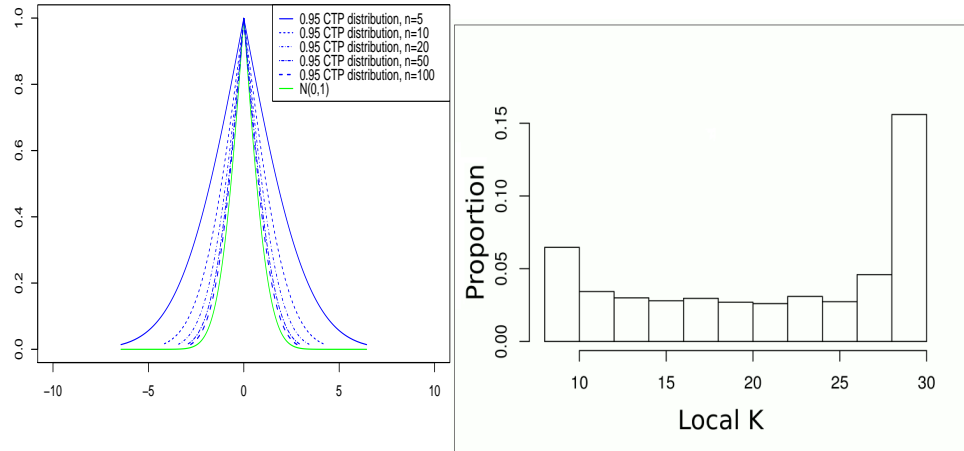 0.95 CTP distribution, n=5
0.95 CTP distribution, n=10
0.95 CTP distribution, n=20
0.95 CTP distribution, n=50
0.95 CTP distribution, n=100
N(0,1)
1.0
0.8
0.6
0.4
0.2
0.0
−10 −5 0 5 10
Proportion
0.15
0.10
0.05
0.00
10 15 20 25 30
Local K